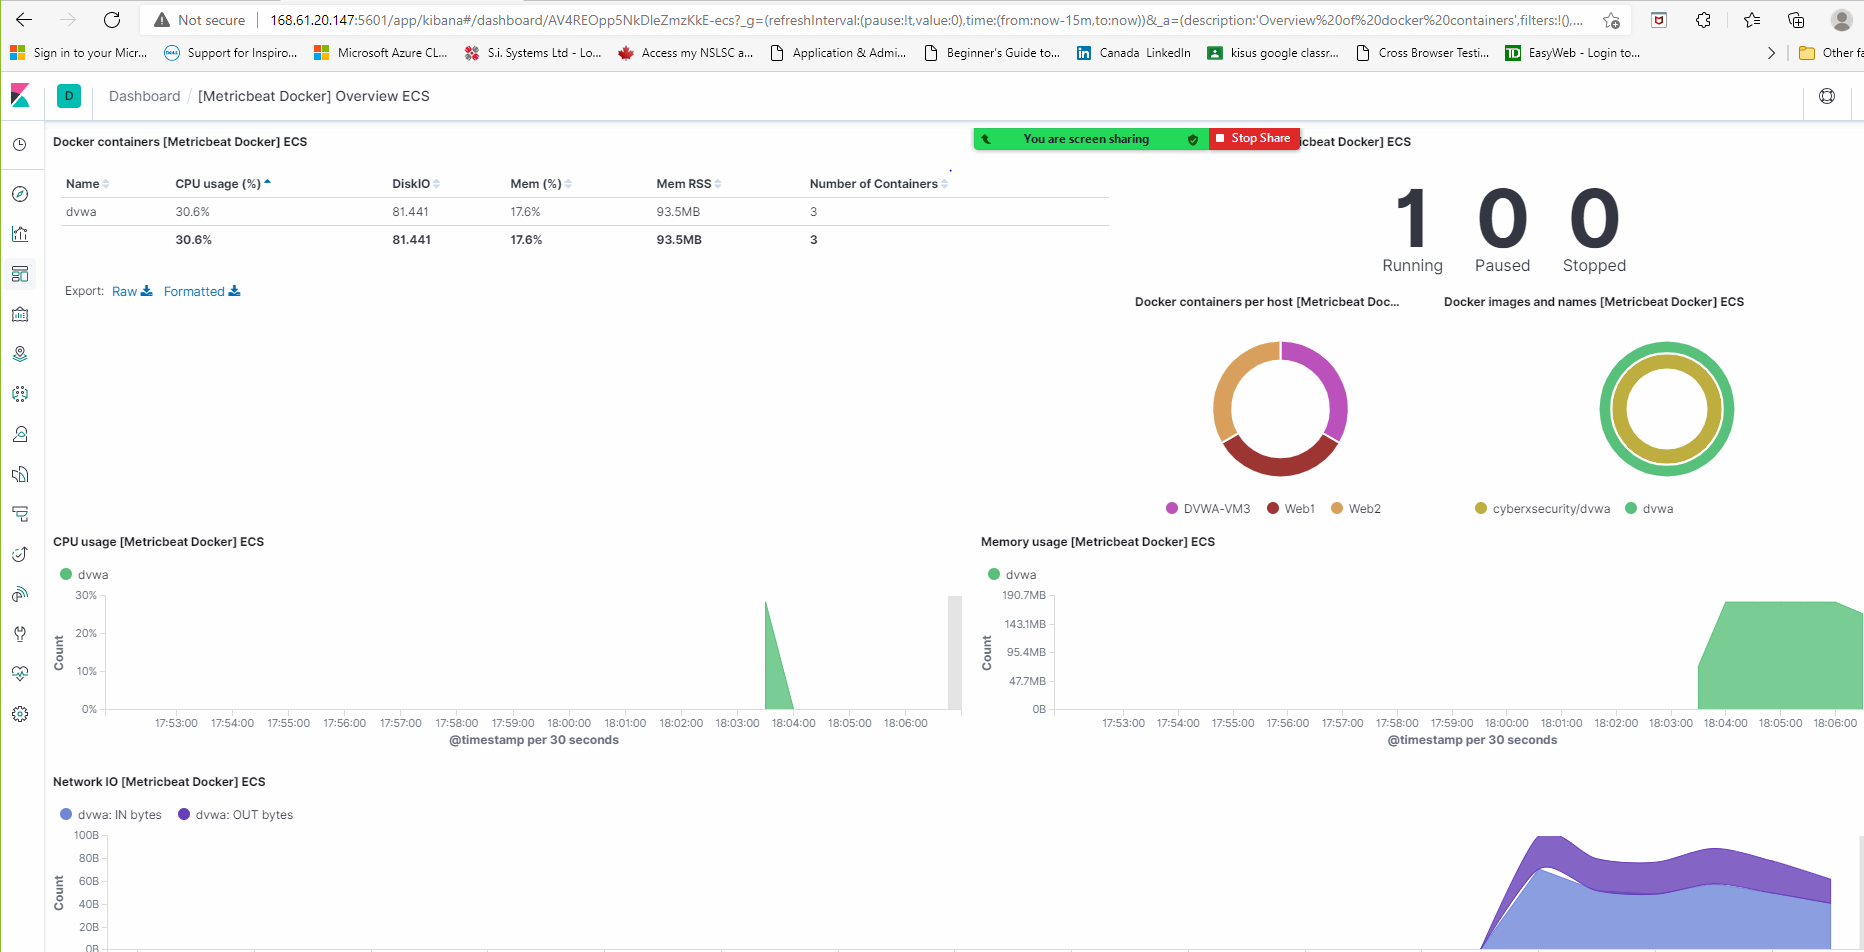 Not secure 168.61.20.147:5601/app/kibana#/dashboard/AV4REOpp5NkDleZmzKkE-ecs?_g=(refreshInterval:(pause:!t,value:0),time:(from:now-15m,to:now))&_a=(description:'Overview%20of%20docker%20containers',filters:!(),...
Sign in to your Micr... Support for Inspiro... Microsoft Azure CL... S.i. Systems Ltd - Lo... Access my NSLSC a... Application & Admi... Beginner's Guide to... Canada LinkedIn kisus google classr... Cross Browser Testi... EasyWeb - Login to... Other fa
D Dashboard / [Metricbeat Docker] Overview ECS
Docker containers [Metricbeat Docker] ECS
You are screen sharing Stop Share icbeat Docker] ECS
Name CPU usage (%) DiskIO Mem (%) Mem RSS Number of Containers
dvwa 30.6% 81.441 17.6% 93.5MB 3
30.6% 81.441 17.6% 93.5MB 3
Export: Raw Formatted
1 0 0
Running Paused Stopped
Docker containers per host [Metricbeat Doc... Docker images and names [Metricbeat Docker] ECS
DVWA-VM3 Web1 Web2 cyberxsecurity/dvwa dvwa
CPU usage [Metricbeat Docker] ECS
dvwa
30%
20%
10%
0%
Count
17:53:00 17:54:00 17:55:00 17:56:00 17:57:00 17:58:00 17:59:00 18:00:00 18:01:00 18:02:00 18:03:00 18:04:00 18:05:00 18:06:00
@timestamp per 30 seconds
Memory usage [Metricbeat Docker] ECS
dvwa
190.7MB
143.1MB
95.4MB
47.7MB
0B
Count
17:53:00 17:54:00 17:55:00 17:56:00 17:57:00 17:58:00 17:59:00 18:00:00 18:01:00 18:02:00 18:03:00 18:04:00 18:05:00 18:06:00
@timestamp per 30 seconds
Network IO [Metricbeat Docker] ECS
dvwa: IN bytes dvwa: OUT bytes
100B
80B
60B
40B
20B
0B
Count